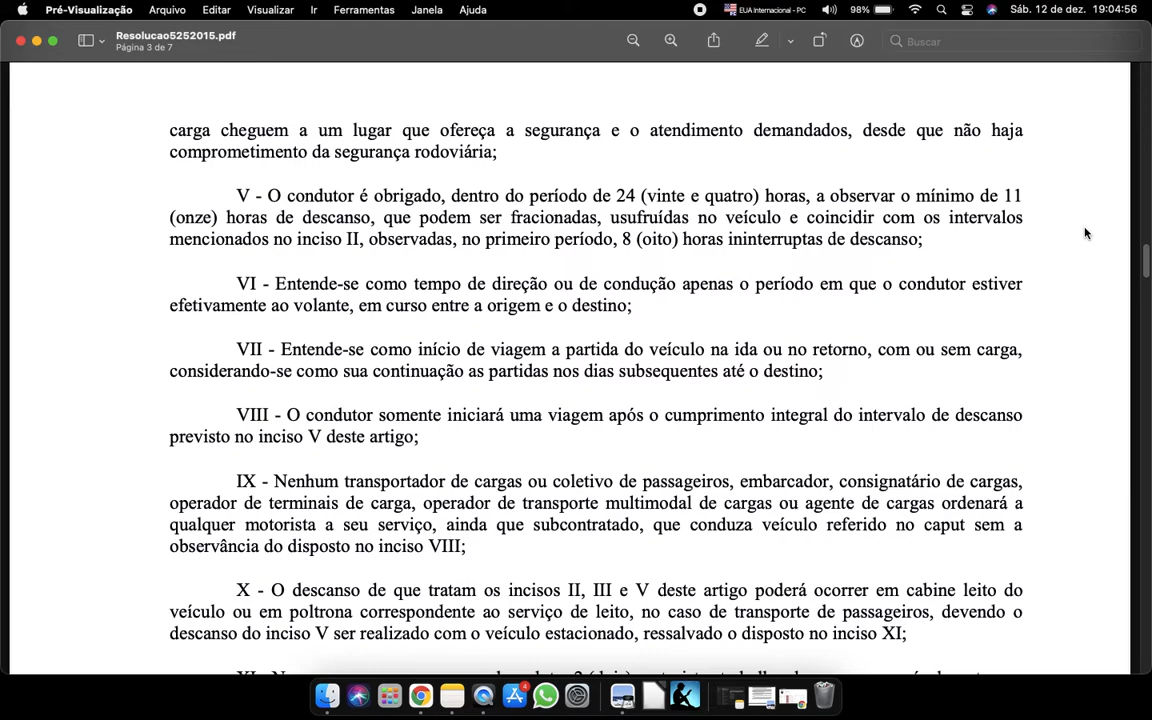 Pré-Visualização Arquivo Editar Visualizar Ir Ferramentas Janela Ajuda EUA Internacional - PC 98% Sáb. 12 de dez. 19:04:56
Resolucao5252015.pdf
Página 3 de 7
Buscar
carga cheguem a um lugar que ofereça a segurança e o atendimento demandados, desde que não haja
comprometimento da segurança rodoviária;
V - O condutor é obrigado, dentro do período de 24 (vinte e quatro) horas, a observar o mínimo de 11
(onze) horas de descanso, que podem ser fracionadas, usufruídas no veículo e coincidir com os intervalos
mencionados no inciso II, observadas, no primeiro período, 8 (oito) horas ininterruptas de descanso;
VI - Entende-se como tempo de direção ou de condução apenas o período em que o condutor estiver
efetivamente ao volante, em curso entre a origem e o destino;
VII - Entende-se como início de viagem a partida do veículo na ida ou no retorno, com ou sem carga,
considerando-se como sua continuação as partidas nos dias subsequentes até o destino;
VIII - O condutor somente iniciará uma viagem após o cumprimento integral do intervalo de descanso
previsto no inciso V deste artigo;
IX - Nenhum transportador de cargas ou coletivo de passageiros, embarcador, consignatário de cargas,
operador de terminais de carga, operador de transporte multimodal de cargas ou agente de cargas ordenará a
qualquer motorista a seu serviço, ainda que subcontratado, que conduza veículo referido no caput sem a
observância do disposto no inciso VIII;
X - O descanso de que tratam os incisos II, III e V deste artigo poderá ocorrer em cabine leito do
veículo ou em poltrona correspondente ao serviço de leito, no caso de transporte de passageiros, devendo o
descanso do inciso V ser realizado com o veículo estacionado, ressalvado o disposto no inciso XI;
4